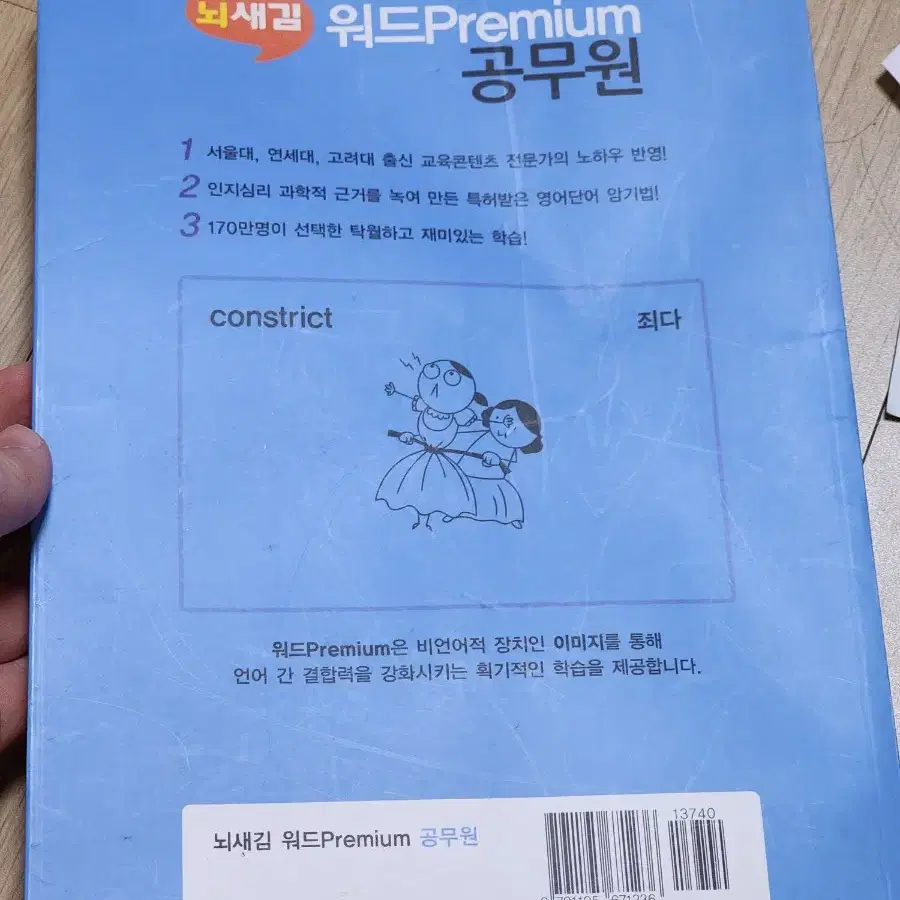 뇌새김
워드Premium
공무원
1 서울대, 연세대, 고려대 출신 교육콘텐츠 전문가의 노하우 반영!
2 인지심리 과학적 근거를 녹여 만든 특허받은 영어단어 암기법!
3 170만명이 선택한 탁월하고 재미있는 학습!
constrict
죄다
워드Premium은 비언어적 장치인 이미지를 통해
언어 간 결합력을 강화시키는 획기적인 학습을 제공합니다.
뇌새김 워드Premium 공무원
13740